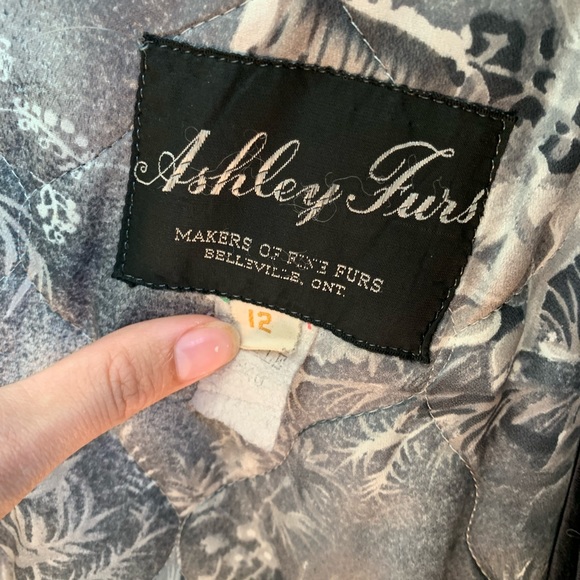 Ashley Furs
MAKERS OF FINE FURS
BELLEVILLE, ONT.
12